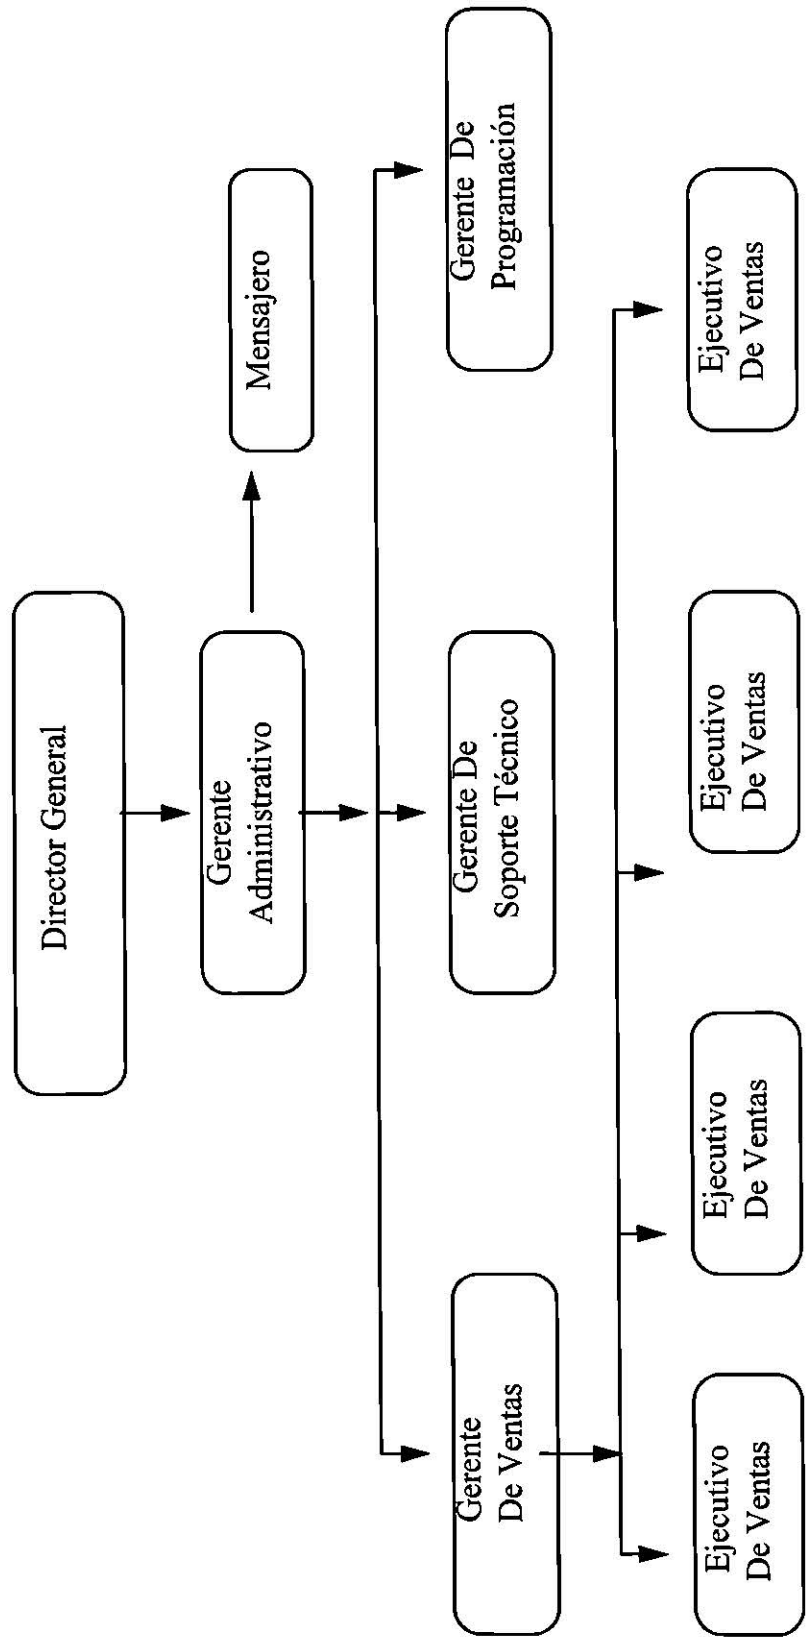 Director General
Gerente
Administrativo
Mensajero
Gerente
De Ventas
Gerente De
Soporte Técnico
Gerente De
Programación
Ejecutivo
De Ventas
Ejecutivo
De Ventas
Ejecutivo
De Ventas
Ejecutivo
De Ventas